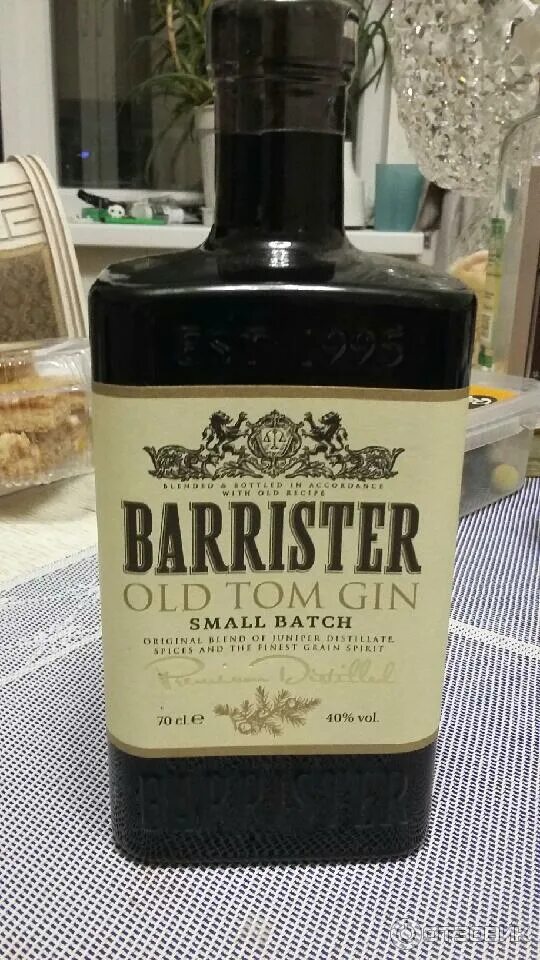 EST 1995
BLENDED & BOTTLED IN ACCORDANCE
WITH OLD RECIPE
BARRISTER
OLD TOM GIN
SMALL BATCH
ORIGINAL BLEND OF JUNIPER DISTILLATE,
SPICES AND THE FINEST GRAIN SPIRIT
Premium Distilled
70 cl e
40% vol.
BARRISTER
ОТЗОВИК